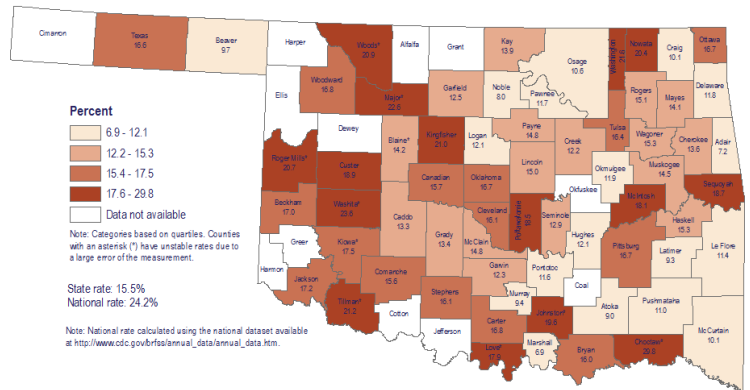 Cimarron
Texas
16.6
Beaver
9.7
Harper
Woods*
20.9
Alfalfa
Grant
Kay
13.9
Osage
10.6
Washington
Nowata
20.4
Craig
10.1
Ottawa
16.7
Ellis
Woodward
16.8
Major*
22.6
Garfield
12.5
Noble
8.0
Pawnee
11.7
Rogers
15.1
Mayes
14.1
Delaware
11.8
Percent
6.9 - 12.1
12.2 - 15.3
15.4 - 17.5
17.6 - 29.8
Data not available
Note: Categories based on quartiles. Counties
with an asterisk (*) have unstable rates due to
a large error of the measurement.
State rate: 15.5%
National rate: 24.2%
Note: National rate calculated using the national dataset available
at http://www.cdc.gov/brfss/annual_data/annual_data.htm.
Dewey
Blaine*
14.2
Kingfisher
21.0
Logan
12.1
Payne
14.8
Creek
12.2
Tulsa
16.4
Wagoner
15.3
Cherokee
13.6
Adair
7.2
Roger Mills*
20.7
Custer
18.9
Canadian
15.7
Oklahoma
16.7
Lincoln
15.0
Okmulgee
11.9
Muskogee
14.5
Sequoyah
18.7
Beckham
17.0
Washita*
23.6
Caddo
13.3
Grady
13.4
Cleveland
16.1
Pottawatomie
18.5
Seminole
12.9
Okfuskee
McIntosh
18.1
Haskell
15.3
Greer
Kiowa*
17.5
McClain
14.8
Hughes
12.1
Pittsburg
16.7
Latimer
9.3
Le Flore
11.4
Harmon
Jackson
17.2
Comanche
15.6
Garvin
12.3
Pontotoc
11.6
Coal
Tillman*
21.2
Cotton
Stephens
16.1
Murray
9.4
Johnston*
Atoka
9.0
Pushmataha
11.0
McCurtain
10.1
Jefferson
Carter
16.8
Love*
17.9
Marshall
6.9
Bryan
16.0
Choctaw*
29.8